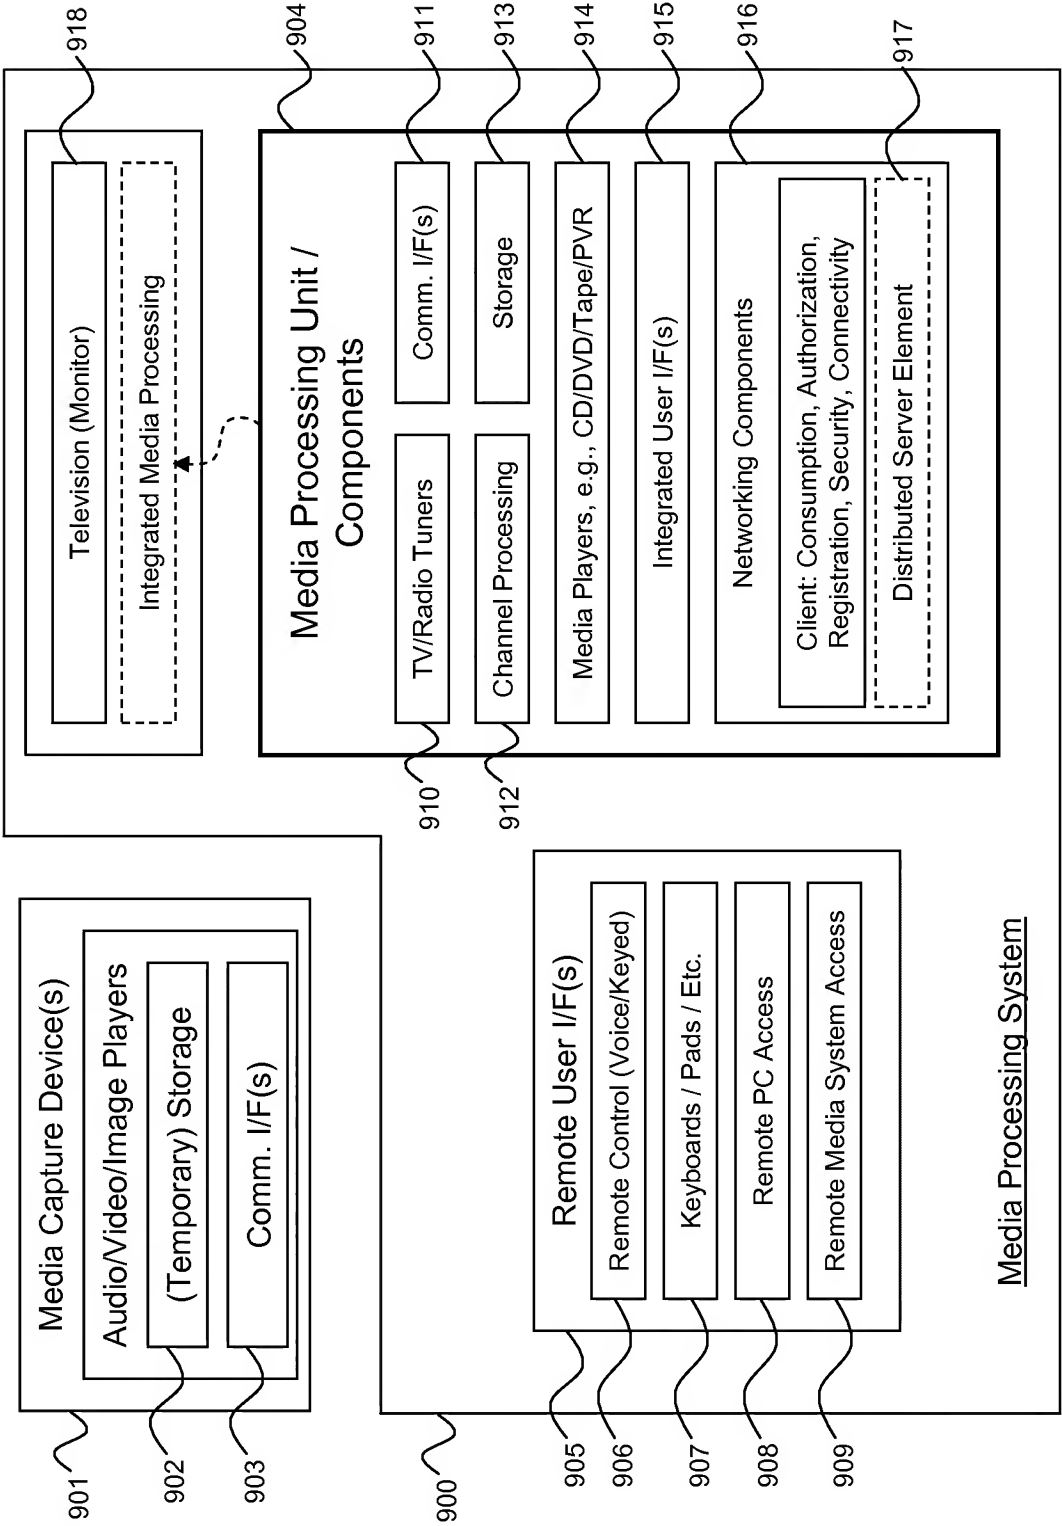 901
Media Capture Device(s)
Audio/Video/Image Players
902
(Temporary) Storage
903
Comm. I/F(s)
918
Television (Monitor)
Integrated Media Processing
900
904
Media Processing Unit /
Components
910
TV/Radio Tuners
Comm. I/F(s)
911
912
Channel Processing
Storage
913
Media Players, e.g., CD/DVD/Tape/PVR
914
Integrated User I/F(s)
915
Networking Components
916
Client: Consumption, Authorization,
Registration, Security, Connectivity
Distributed Server Element
917
905
Remote User I/F(s)
906
Remote Control (Voice/Keyed)
907
Keyboards / Pads / Etc.
908
Remote PC Access
909
Remote Media System Access
Media Processing System